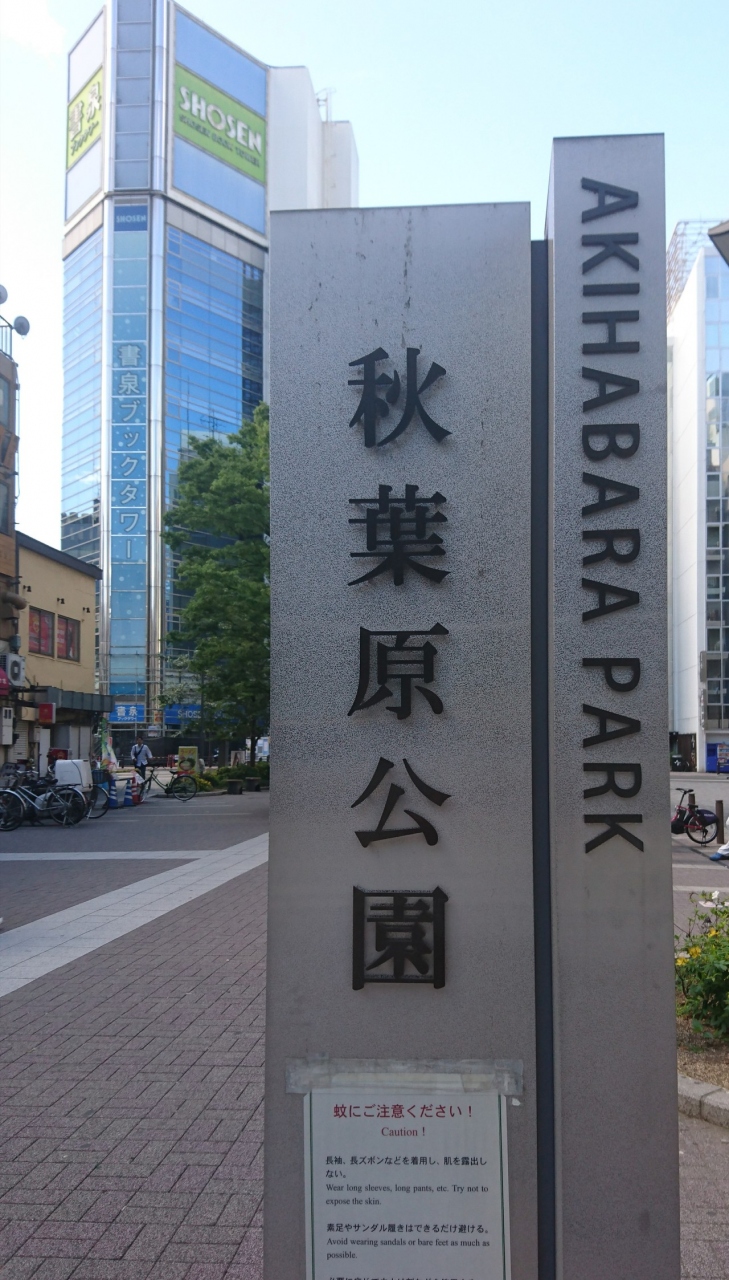 書泉
SHOSEN
SHOSEN
書泉ブックタワー
書泉
SHOSEN
秋葉原公園
AKIHABARA PARK
蚊にご注意ください！
Caution！
長袖、長ズボンなどを着用し、肌を露出し
ない。
Wear long sleeves, long pants, etc. Try not to
expose the skin.
素足やサンダル履きはできるだけ避ける。
Avoid wearing sandals or bare feet as much as
possible.